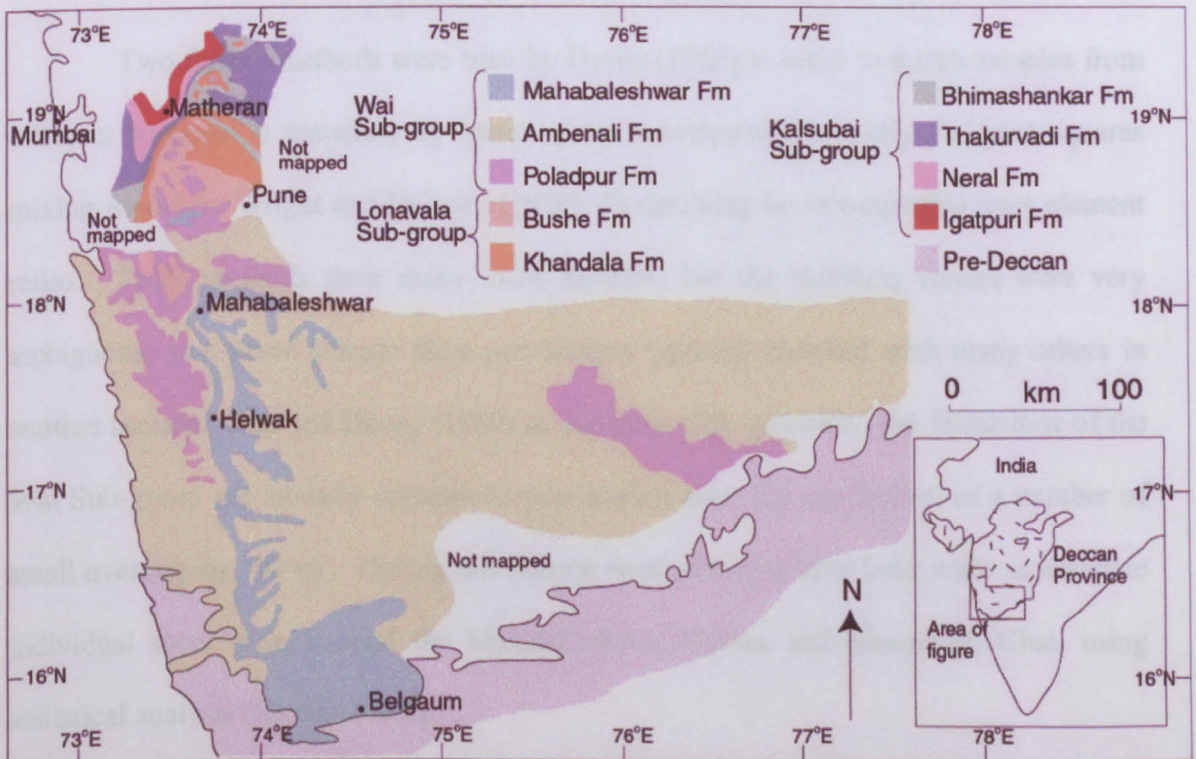 73°E
74°E
75°E
76°E
77°E
78°E
19°N
Mumbai
Matheran
Not
mapped
Pune
Not
mapped
18°N
Mahabaleshwar
Helwak
17°N
Not mapped
16°N
Belgaum
Wai
Sub-group
Mahabaleshwar Fm
Ambenali Fm
Poladpur Fm
Lonavala
Sub-group
Bushe Fm
Khandala Fm
Kalsubai
Sub-group
Bhimashankar Fm
Thakurvadi Fm
Neral Fm
Igatpuri Fm
Pre-Deccan
19°N
18°N
0 km 100
17°N
India
Deccan
Province
Area of
figure
N
16°N
73°E
74°E
75°E
76°E
77°E
78°E